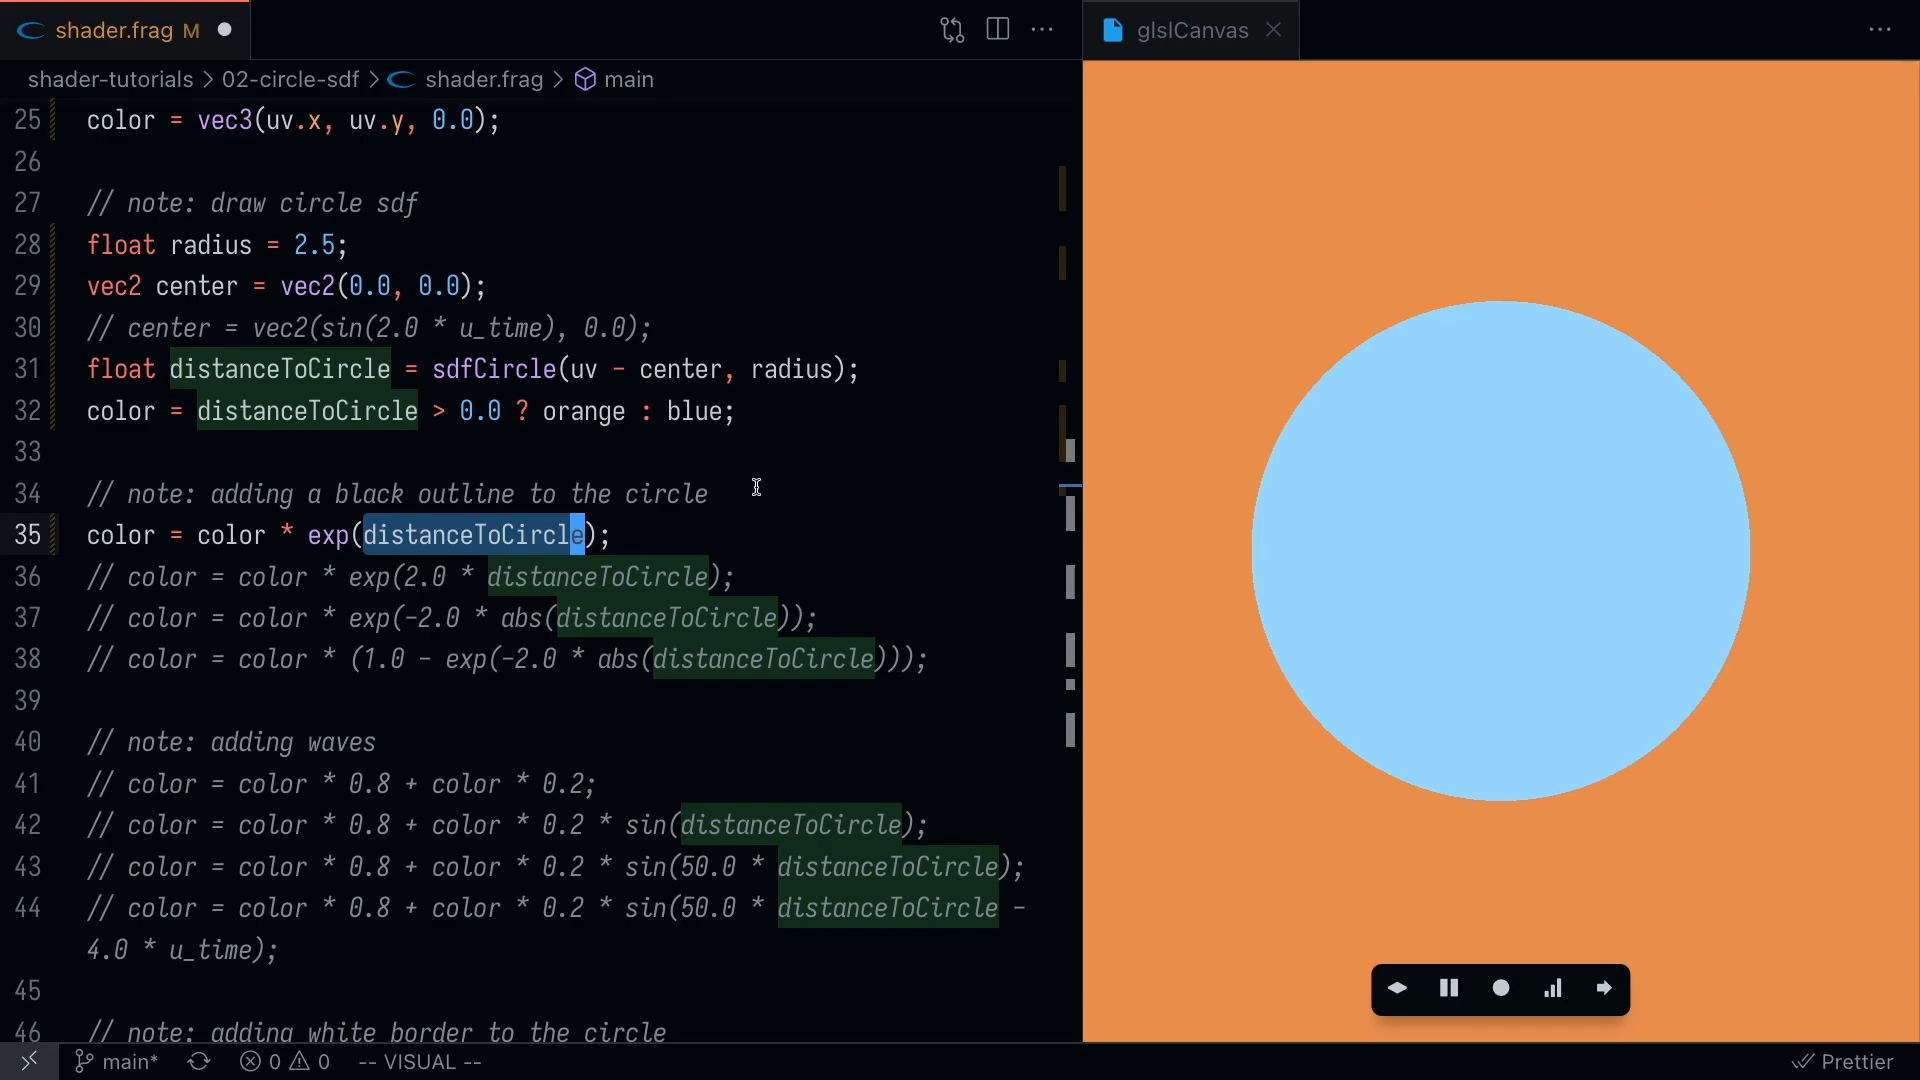 shader.frag M
glslCanvas
shader-tutorials > 02-circle-sdf > shader.frag > main
25 color = vec3(uv.x, uv.y, 0.0);
26
27 // note: draw circle sdf
28 float radius = 2.5;
29 vec2 center = vec2(0.0, 0.0);
30 // center = vec2(sin(2.0 * u_time), 0.0);
31 float distanceToCircle = sdfCircle(uv - center, radius);
32 color = distanceToCircle > 0.0 ? orange : blue;
33
34 // note: adding a black outline to the circle
35 color = color * exp(distanceToCircle);
36 // color = color * exp(2.0 * distanceToCircle);
37 // color = color * exp(-2.0 * abs(distanceToCircle));
38 // color = color * (1.0 - exp(-2.0 * abs(distanceToCircle)));
39
40 // note: adding waves
41 // color = color * 0.8 + color * 0.2;
42 // color = color * 0.8 + color * 0.2 * sin(distanceToCircle);
43 // color = color * 0.8 + color * 0.2 * sin(50.0 * distanceToCircle);
44 // color = color * 0.8 + color * 0.2 * sin(50.0 * distanceToCircle -
4.0 * u_time);
45
46 // note: adding white border to the circle
main* 0 0 -- VISUAL --
Prettier